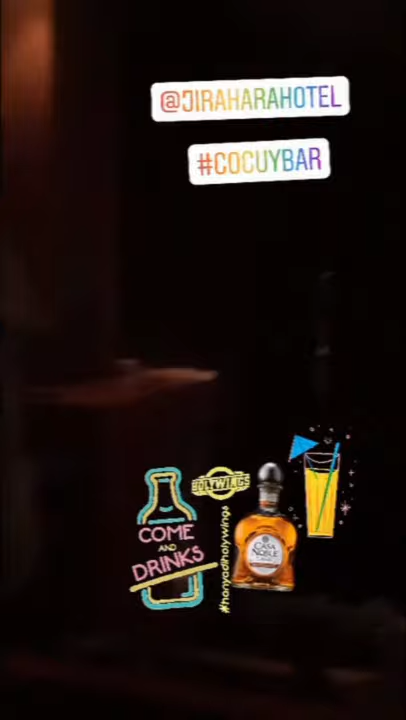 @JIRAHARAHOTEL
#COCUYBAR
HOLYWINGS
COME
AND
DRINKS
#hanyadiholywings
CASA
NOBLE